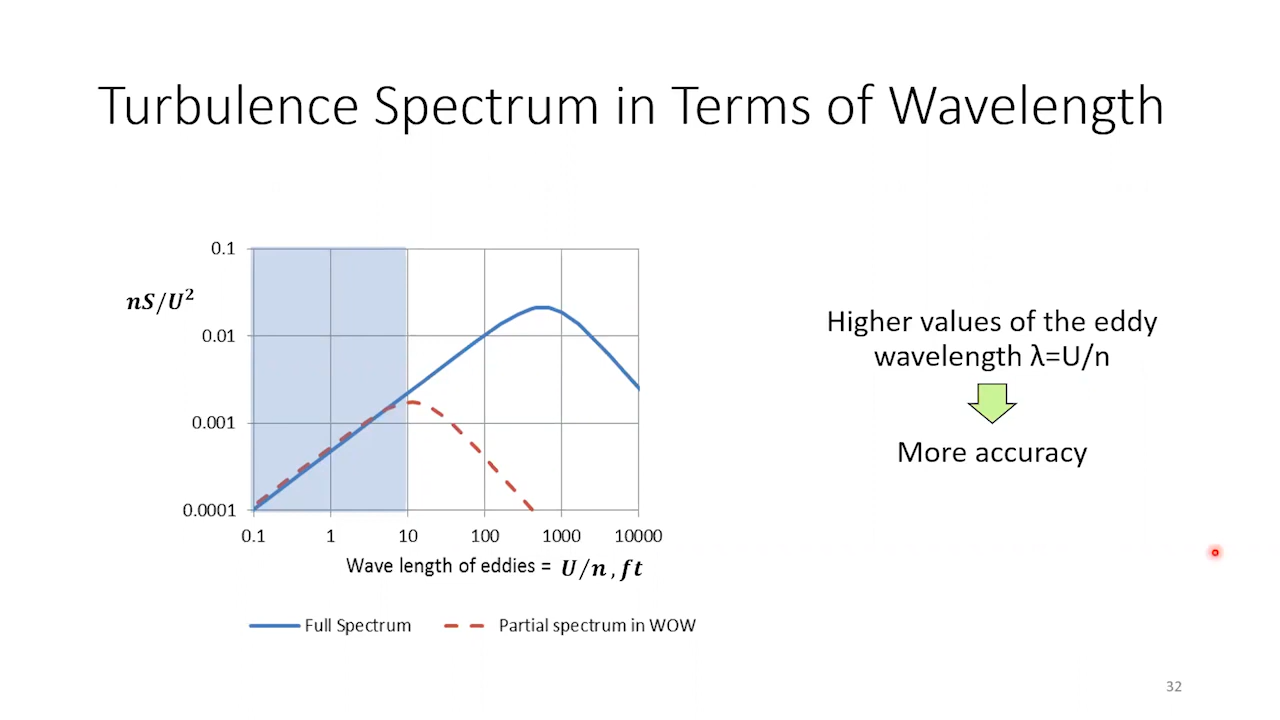 Turbulence Spectrum in Terms of Wavelength
0.1
nS/U²
0.01
0.001
0.0001
0.1 1 10 100 1000 10000
Wave length of eddies = U/n, ft
Full Spectrum
Partial spectrum in WOW
Higher values of the eddy
wavelength λ=U/n
More accuracy
32